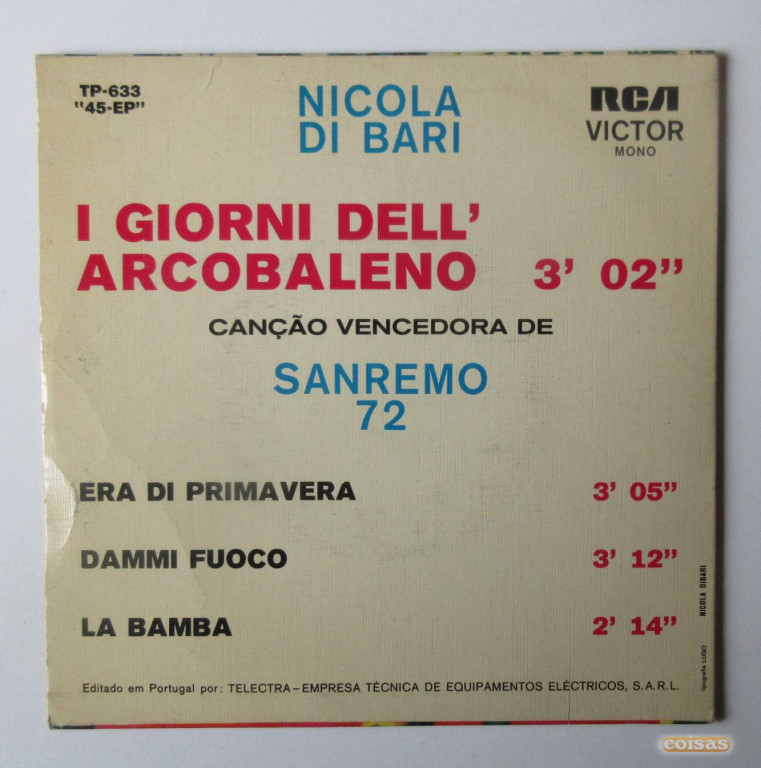 TP-633
"45-EP"
NICOLA
DI BARI
RCA
VICTOR
MONO
I GIORNI DELL'
ARCOBALENO 3' 02"
CANÇÃO VENCEDORA DE
SANREMO
72
ERA DI PRIMAVERA 3' 05"
DAMMI FUOCO 3' 12"
LA BAMBA 2' 14"
NICOLA DIBARI
tipografia LUGO
Editado em Portugal por: TELECTRA – EMPRESA TÉCNICA DE EQUIPAMENTOS ELÉCTRICOS, S.A.R.L.
coisas